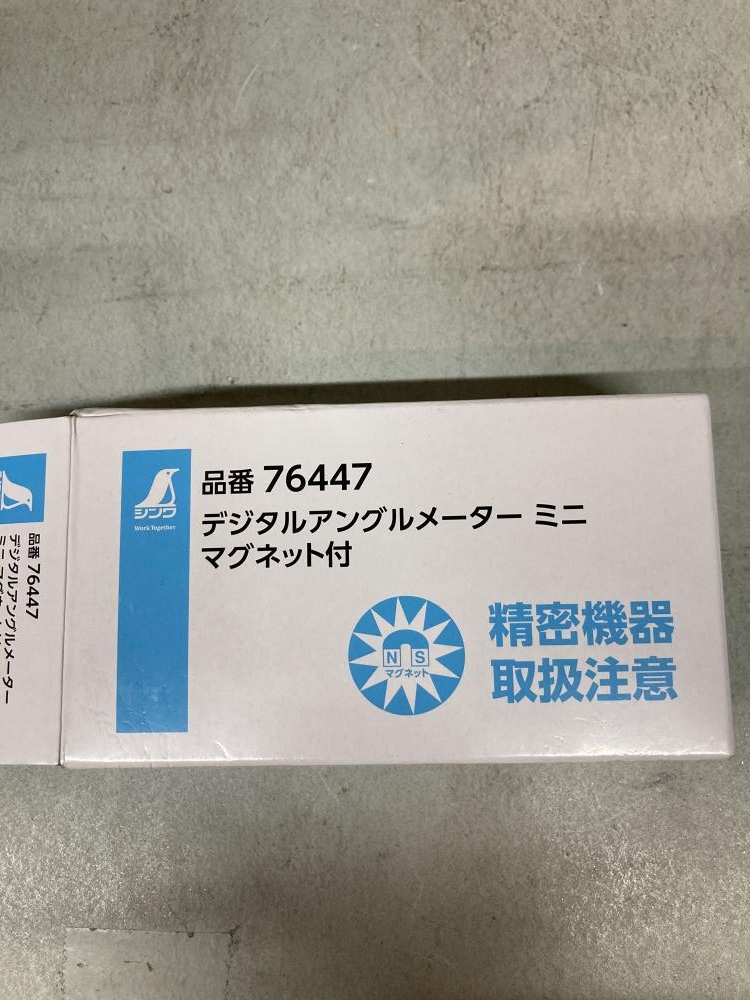 シンワ
Work Together
品番 76447
デジタルアングルメーター ミニ
マグネット付
N S
マグネット
精密機器
取扱注意
品番 76447
デジタルアングルメーター